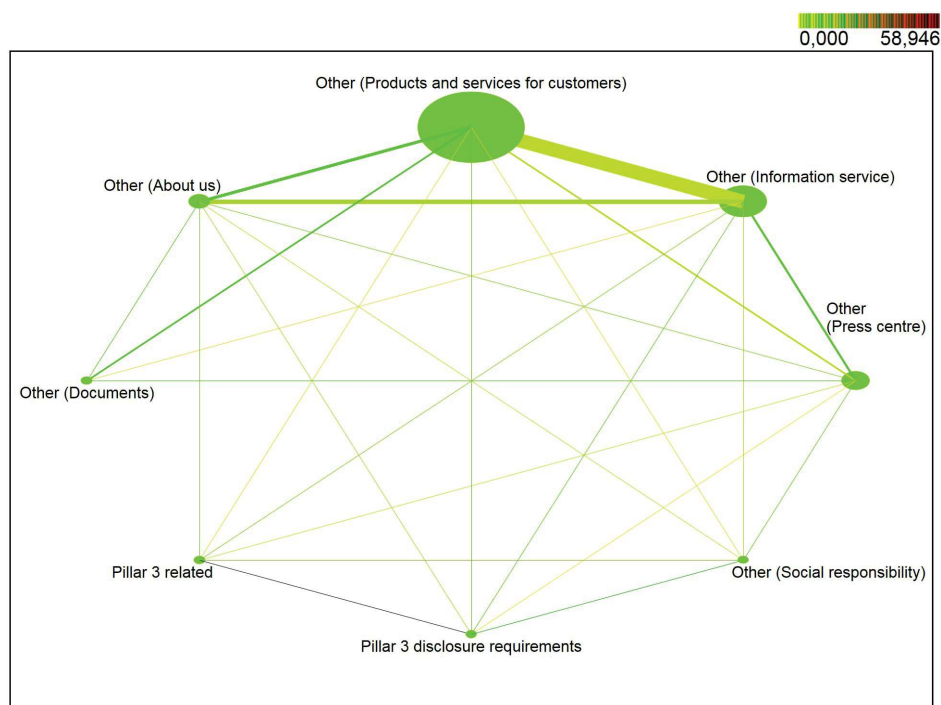 0,000 58,946
Other (Products and services for customers)
Other (Information service)
Other (About us)
Other
(Press centre)
Other (Documents)
Pillar 3 related
Other (Social responsibility)
Pillar 3 disclosure requirements